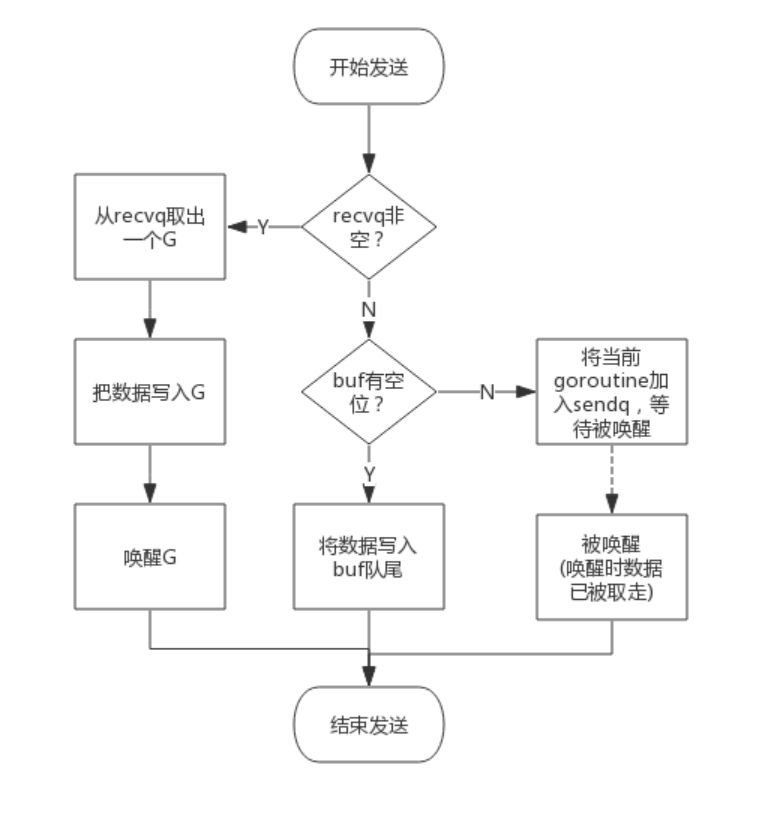 开始发送
从recvq取出
一个G
Y
recvq非
空？
N
把数据写入G
buf有空
位？
N
将当前
goroutine加
入sendq，等
待被唤醒
Y
唤醒G
将数据写入
buf队尾
被唤醒
(唤醒时数据
已被取走)
结束发送